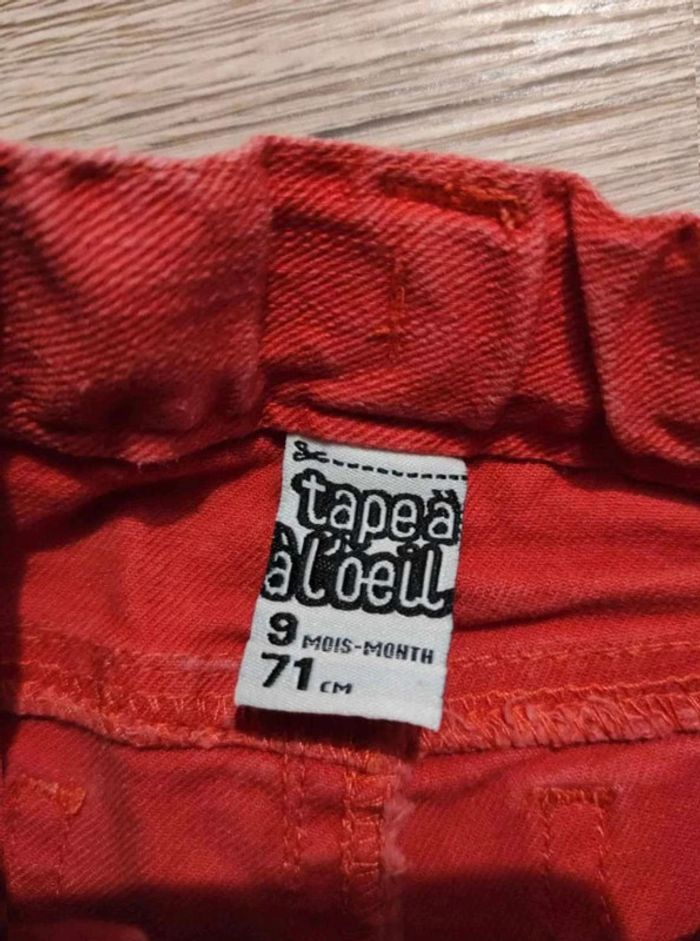 tape à
à l'oeil
9 MOIS-MONTH
71 CM